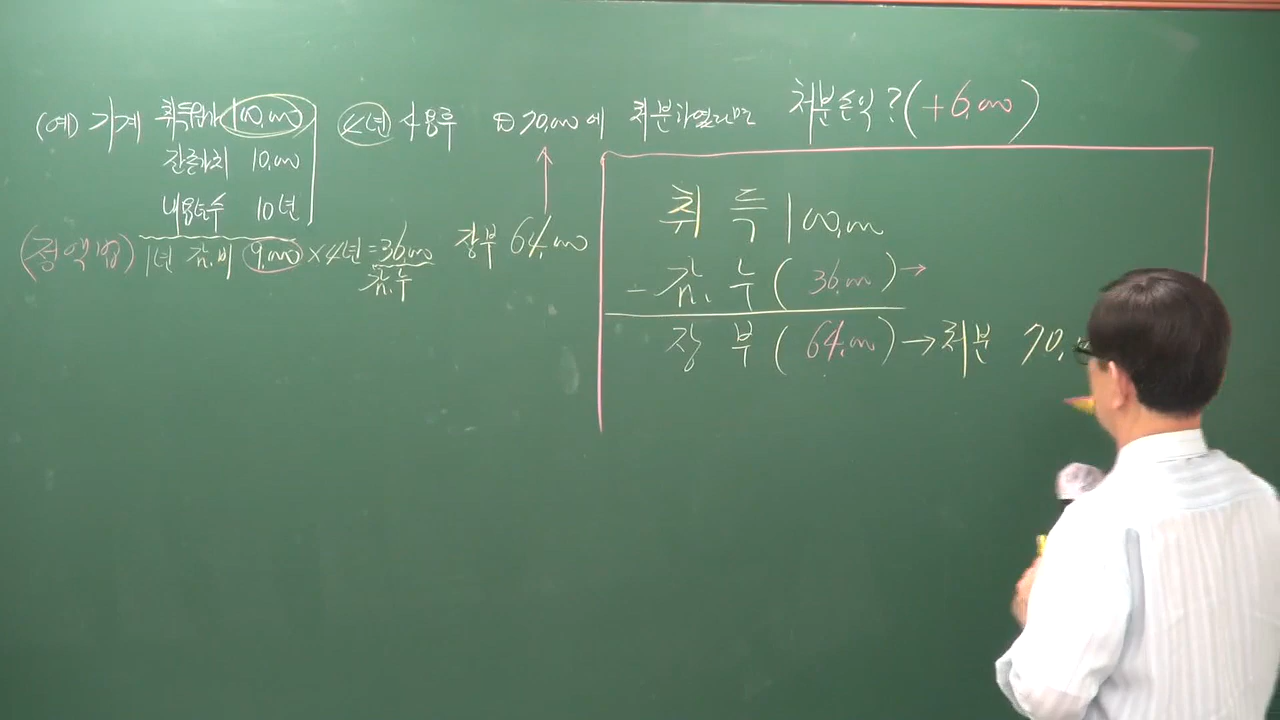 (예) 기계 취득원가 100,000 4년 사용후 70,000에 처분하였다면 처분손익? (+6,000)
잔존가치 10,000
내용년수 10년
(정액법) 1년 감.비 9,000 × 4년 = 36,000 장부 64,000
감.누
취득 100,000
- 감.누 (36,000) →
장부 (64,000) → 처분 70,